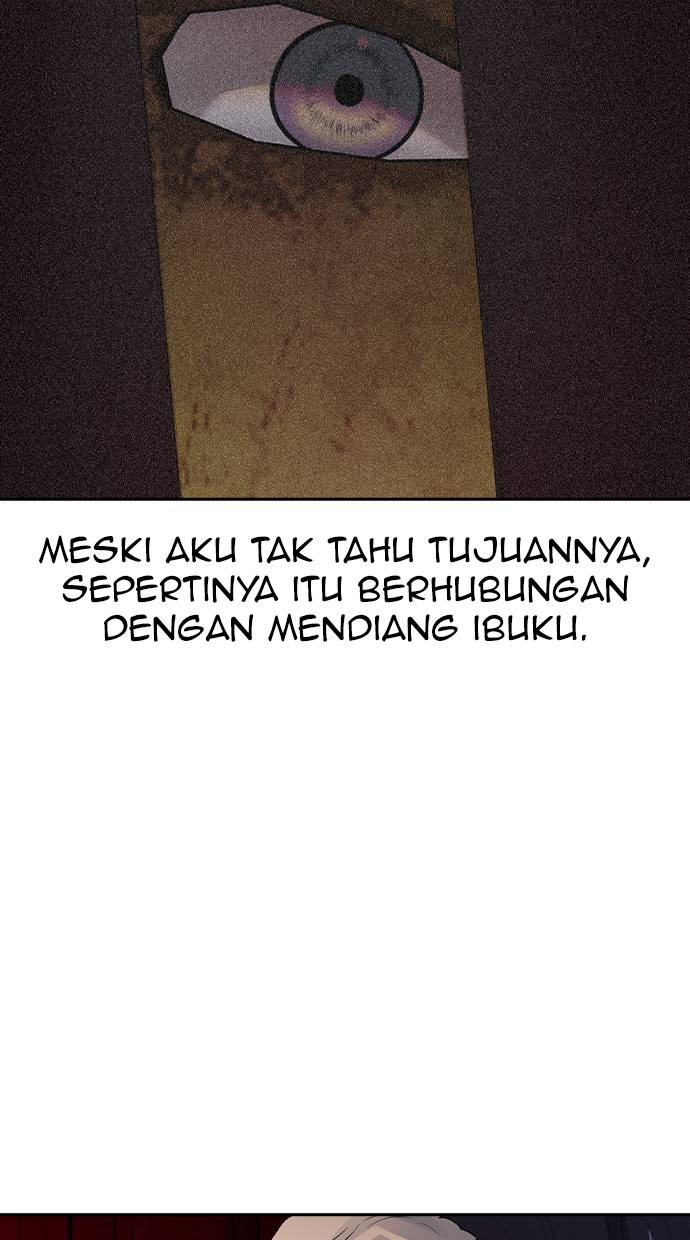 MESKI AKU TAK TAHU TUJUANNYA,
SEPERTINYA ITU BERHUBUNGAN
DENGAN MENDIANG IBUKU.